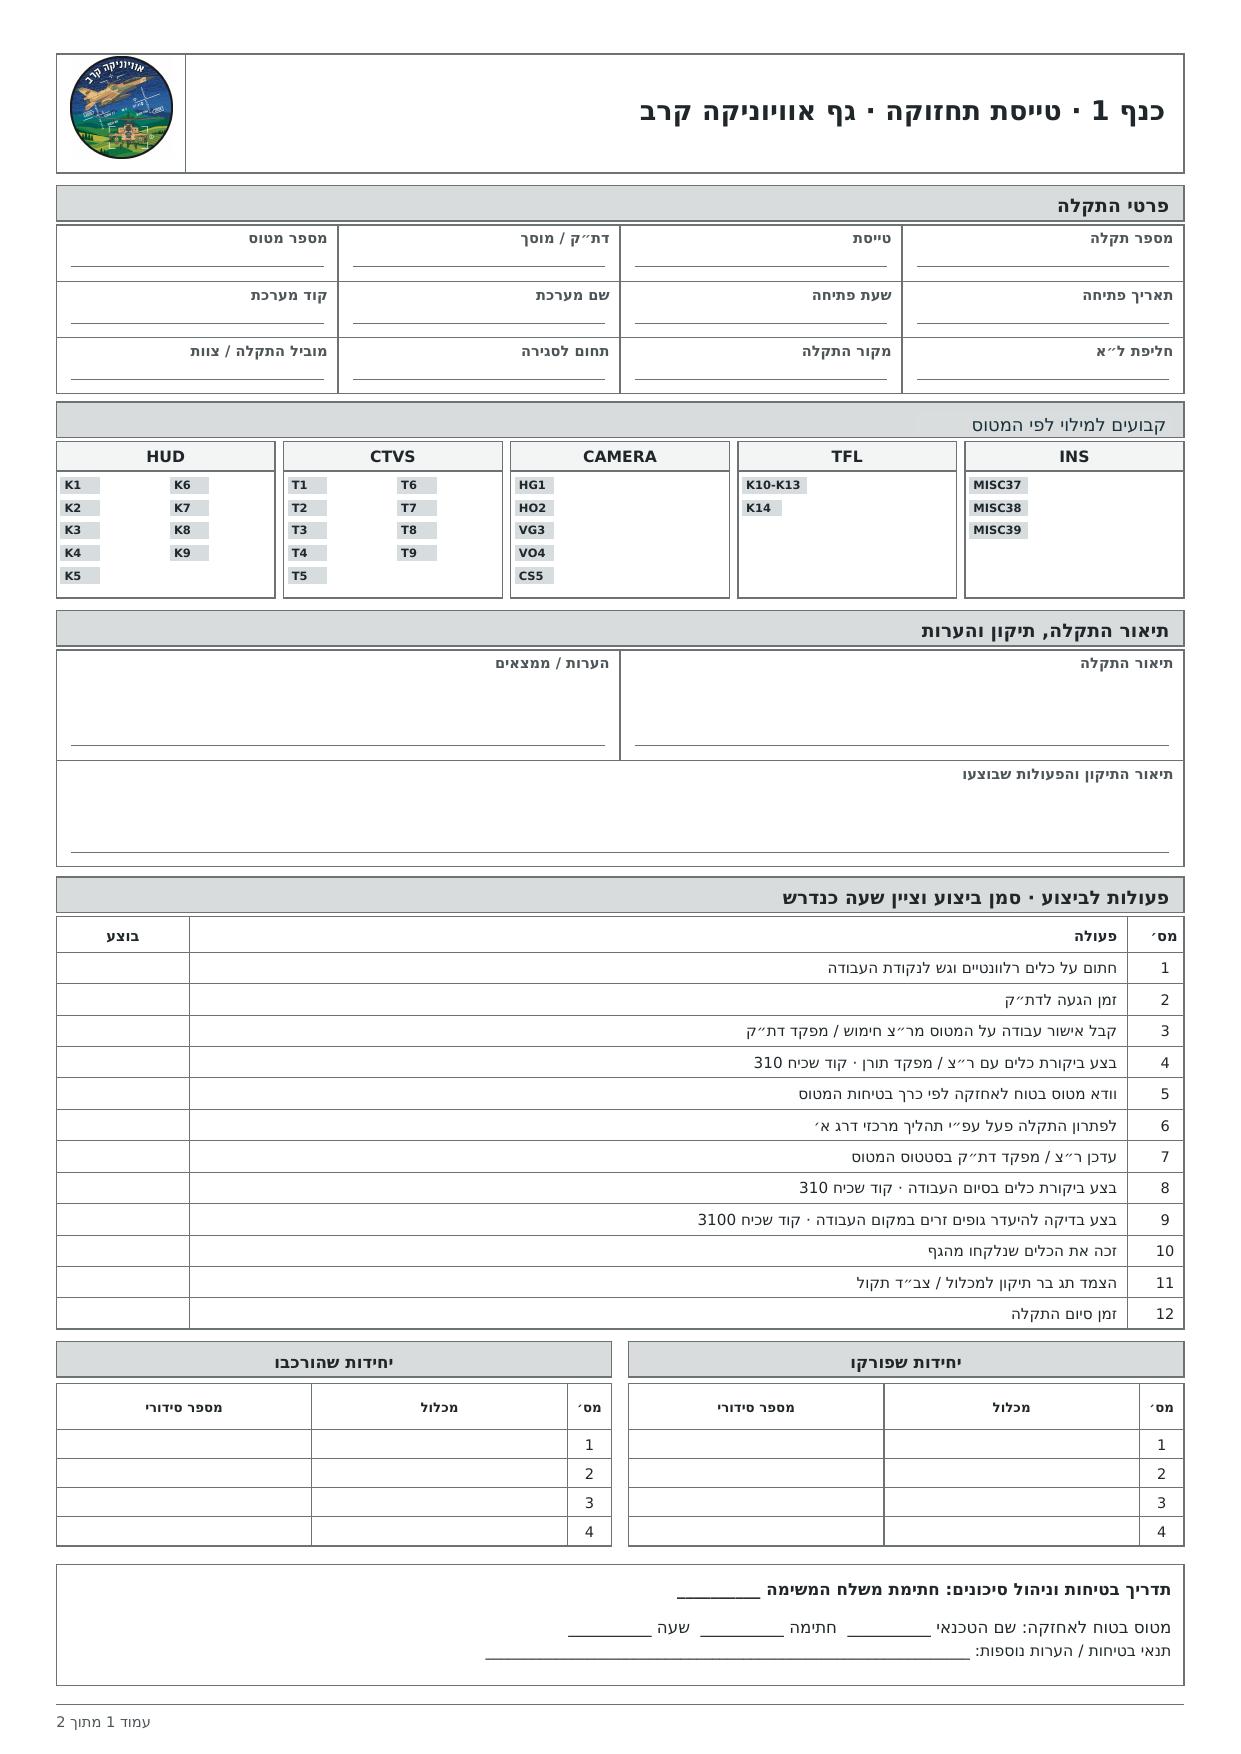 אוויוניקה קרב
כנף 1 · טייסת תחזוקה · גף אוויוניקה קרב
פרטי התקלה
מספר תקלה טייסת דת״ק / מוסך מספר מטוס
תאריך פתיחה שעת פתיחה שם מערכת קוד מערכת
חליפת ל״א מקור התקלה תחום לסגירה מוביל התקלה / צוות
קבועים למילוי לפי המטוס
HUD CTVS CAMERA TFL INS
K1 K6 T1 T6 HG1 K10-K13 MISC37
K2 K7 T2 T7 HO2 K14 MISC38
K3 K8 T3 T8 VG3 MISC39
K4 K9 T4 T9 VO4
K5 T5 CS5
תיאור התקלה, תיקון והערות
תיאור התקלה הערות / ממצאים
תיאור התיקון והפעולות שבוצעו
פעולות לביצוע · סמן ביצוע וציין שעה כנדרש
מס׳ פעולה בוצע
1 חתום על כלים רלוונטיים וגש לנקודת העבודה
2 זמן הגעה לדת״ק
3 קבל אישור עבודה על המטוס מר״צ חימוש / מפקד דת״ק
4 בצע ביקורת כלים עם ר״צ / מפקד תורן · קוד שכיח 310
5 וודא מטוס בטוח לאחזקה לפי כרך בטיחות המטוס
6 לפתרון התקלה פעל עפ״י תהליך מרכזי דרג א׳
7 עדכן ר״צ / מפקד דת״ק בסטטוס המטוס
8 בצע ביקורת כלים בסיום העבודה · קוד שכיח 310
9 בצע בדיקה להיעדר גופים זרים במקום העבודה · קוד שכיח 3100
10 זכה את הכלים שנלקחו מהגף
11 הצמד תג בר תיקון למכלול / צב״ד תקול
12 זמן סיום התקלה
יחידות שפורקו יחידות שהורכבו
מס׳ מכלול מספר סידורי מס׳ מכלול מספר סידורי
1 1
2 2
3 3
4 4
תדריך בטיחות וניהול סיכונים: חתימת משלח המשימה __________
מטוס בטוח לאחזקה: שם הטכנאי __________ חתימה __________ שעה __________
תנאי בטיחות / הערות נוספות: __________________________________________________________
עמוד 1 מתוך 2